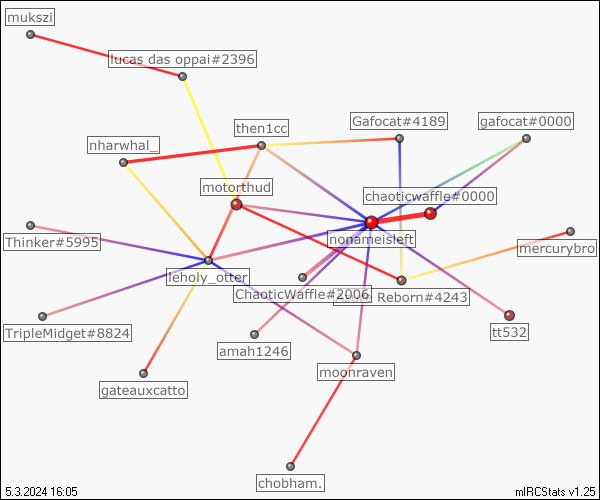 mukszi
lucas das oppai#2396
Gafocat#4189
gafocat#0000
then1cc
nharwhal_
motorthud
chaoticwaffle#0000
Thinker#5995
nonameisleft
mercurybro
leholy_otter
ChaoticWaffle#2006
Reborn#4243
TripleMidget#8824
tt532
amah1246
moonraven
gateauxcatto
chobham.
5.3.2024 16:05
mIRCStats v1.25